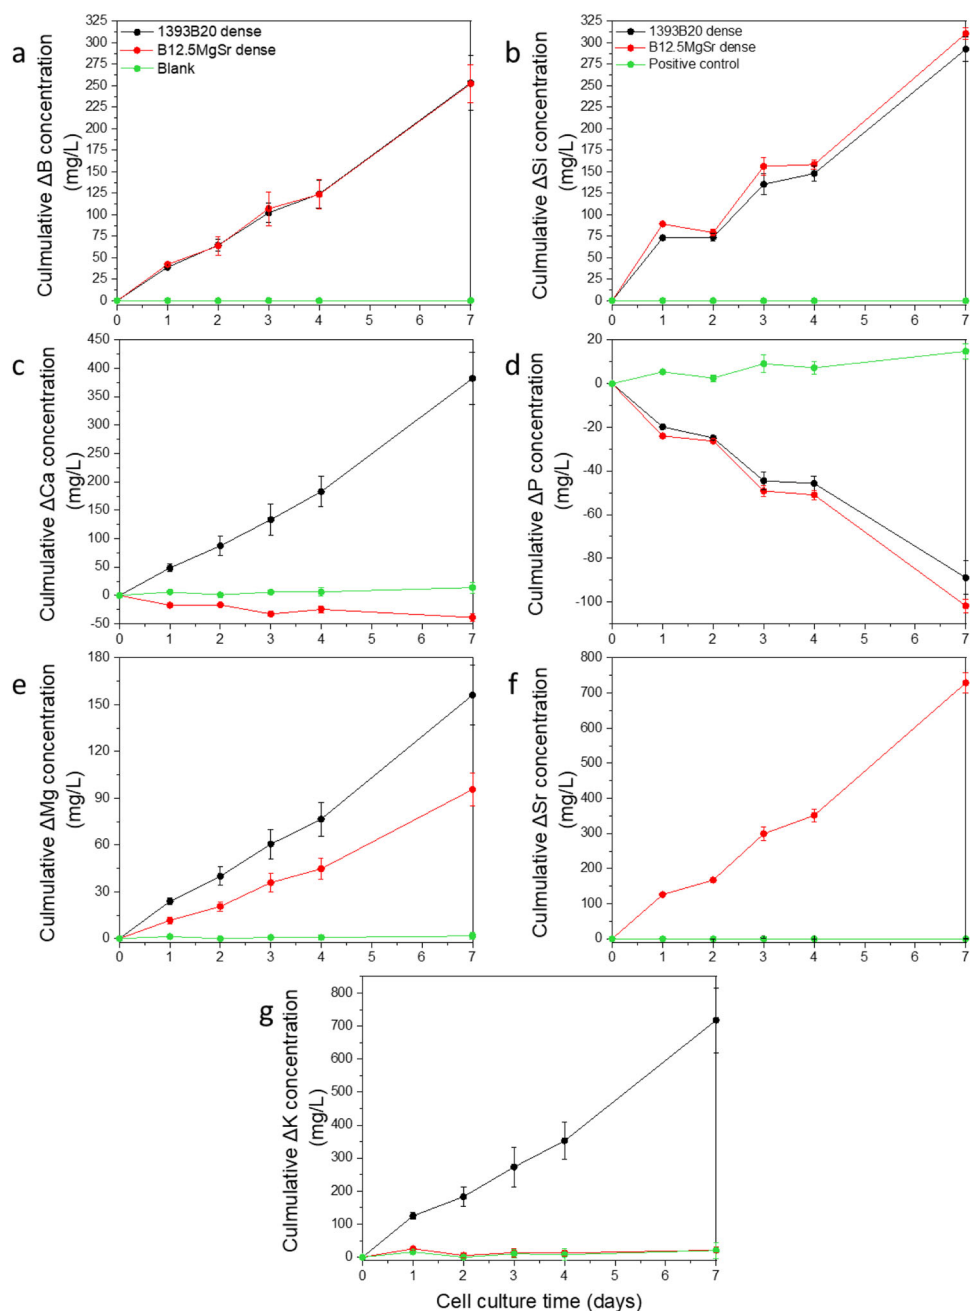 a
Culmulative ΔB concentration
(mg/L)
325
300
275
250
225
200
175
150
125
100
75
50
25
0
1393B20 dense
B12.5MgSr dense
Blank
0 1 2 3 4 5 6 7
b
Culmulative ΔSi concentration
(mg/L)
325
300
275
250
225
200
175
150
125
100
75
50
25
0
1393B20 dense
B12.5MgSr dense
Positive control
0 1 2 3 4 5 6 7
c
Cumulative ΔCa concentration
(mg/L)
450
400
350
300
250
200
150
100
50
0
-50
0 1 2 3 4 5 6 7
d
Cumulative ΔP concentration
(mg/L)
20
0
-20
-40
-60
-80
-100
0 1 2 3 4 5 6 7
e
Cumulative ΔMg concentration
(mg/L)
180
150
120
90
60
30
0
0 1 2 3 4 5 6 7
f
Cumulative ΔSr concentration
(mg/L)
800
700
600
500
400
300
200
100
0
0 1 2 3 4 5 6 7
g
Cumulative ΔK concentration
(mg/L)
800
700
600
500
400
300
200
100
0
0 1 2 3 4 5 6 7
Cell culture time (days)